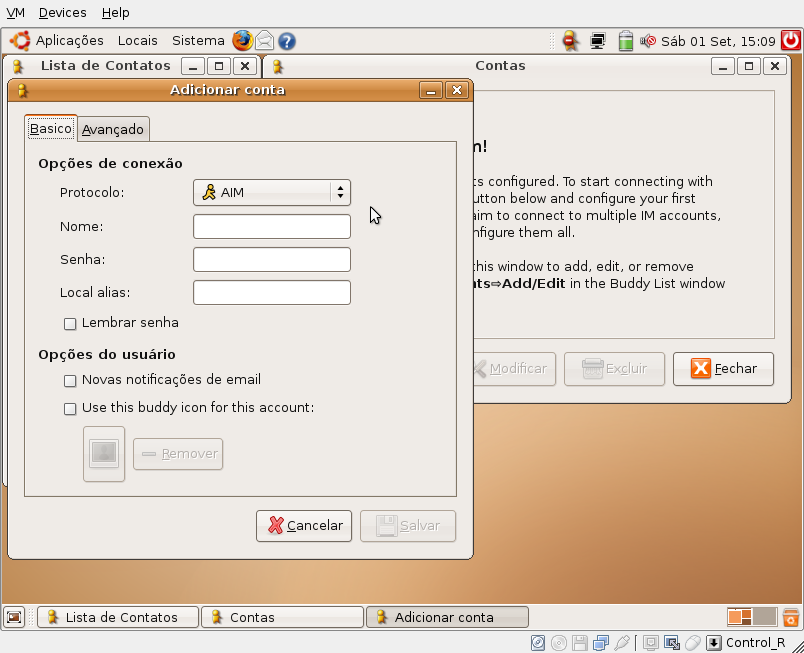 VM Devices Help
Aplicações Locais Sistema Sáb 01 Set, 15:09
Lista de Contatos
Contas
Adicionar conta
Basico Avançado
Opções de conexão
Protocolo: AIM
Nome:
Senha:
Local alias:
Lembrar senha
Opções do usuário
Novas notificações de email
Use this buddy icon for this account:
Remover
Cancelar Salvar
m!
ts configured. To start connecting with
utton below and configure your first
aim to connect to multiple IM accounts,
nfigure them all.
this window to add, edit, or remove
nts⇨Add/Edit in the Buddy List window
Modificar Excluir Fechar
Lista de Contatos Contas Adicionar conta
Control_R